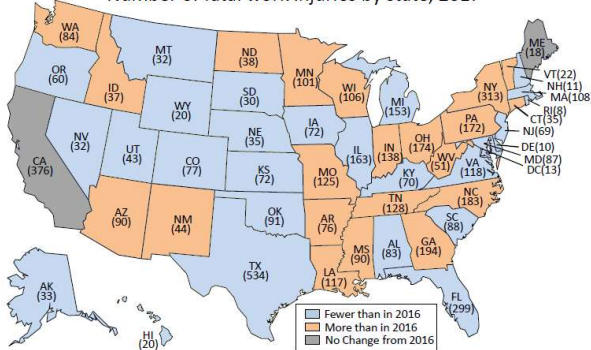 Number of fatal work injuries by state, 2017
WA
(84)
OR
(60)
CA
(376)
NV
(32)
ID
(37)
MT
(32)
WY
(20)
UT
(43)
CO
(77)
AZ
(90)
NM
(44)
ND
(38)
SD
(30)
NE
(35)
KS
(72)
OK
(91)
TX
(534)
MN
(101)
IA
(72)
MO
(125)
AR
(76)
LA
(117)
WI
(106)
IL
(163)
MI
(153)
IN
(138)
OH
(174)
KY
(70)
TN
(128)
MS
(90)
AL
(83)
GA
(194)
FL
(299)
SC
(88)
NC
(183)
VA
(118)
WV
(51)
PA
(172)
NY
(313)
ME
(18)
VT(22)
NH(11)
MA(108
RI(8)
CT(35)
NJ(69)
DE(10)
MD(87)
DC(13)
AK
(33)
HI
(20)
Fewer than in 2016
More than in 2016
No Change from 2016